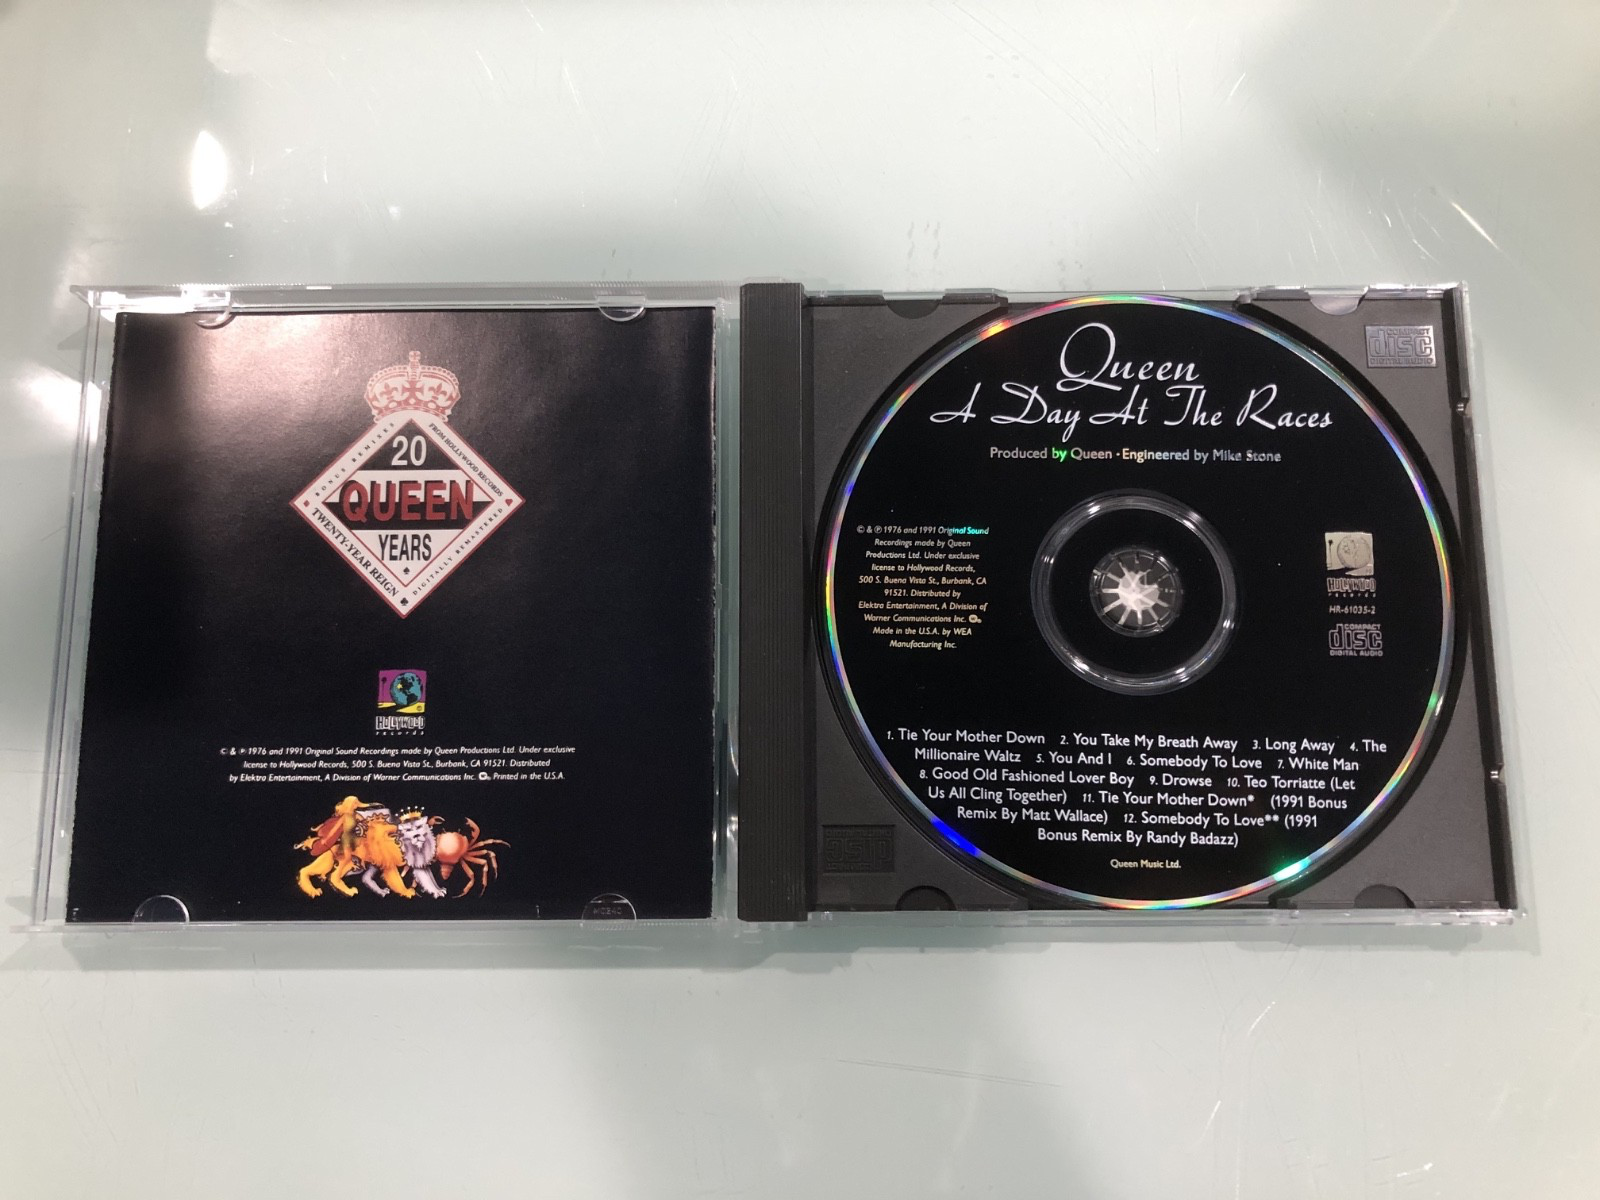 20
QUEEN
YEARS
BONUS REMIXES
FROM HOLLYWOOD RECORDS
TWENTY-YEAR REIGN
DIGITALLY REMASTERED
HOLLYWOOD
records
© & ℗ 1976 and 1991 Original Sound Recordings made by Queen Productions Ltd. Under exclusive
license to Hollywood Records, 500 S. Buena Vista St., Burbank, CA 91521. Distributed
by Elektra Entertainment, A Division of Warner Communications Inc. Printed in the U.S.A.
COMPACT
disc
DIGITAL AUDIO
Queen
A Day At The Races
Produced by Queen • Engineered by Mike Stone
© & ℗ 1976 and 1991 Original Sound
Recordings made by Queen
Productions Ltd. Under exclusive
license to Hollywood Records,
500 S. Buena Vista St., Burbank, CA
91521. Distributed by
Elektra Entertainment, A Division of
Warner Communications Inc.
Made in the U.S.A. by WEA
Manufacturing Inc.
HOLLYWOOD
records
HR-61035-2
COMPACT
disc
DIGITAL AUDIO
1. Tie Your Mother Down 2. You Take My Breath Away 3. Long Away 4. The
Millionaire Waltz 5. You And I 6. Somebody To Love 7. White Man
8. Good Old Fashioned Lover Boy 9. Drowse 10. Teo Torriatte (Let
Us All Cling Together) 11. Tie Your Mother Down* (1991 Bonus
Remix By Matt Wallace) 12. Somebody To Love** (1991
Bonus Remix By Randy Badazz)
Queen Music Ltd.